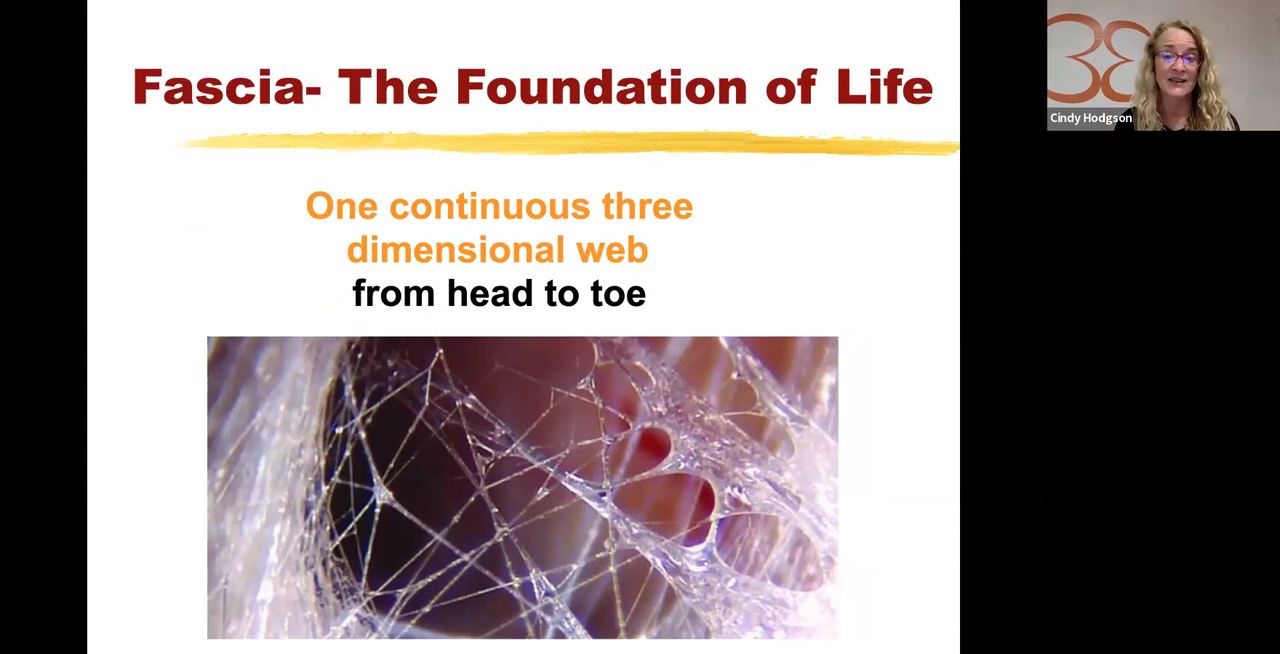 Fascia- The Foundation of Life
One continuous three
dimensional web
from head to toe
Cindy Hodgson